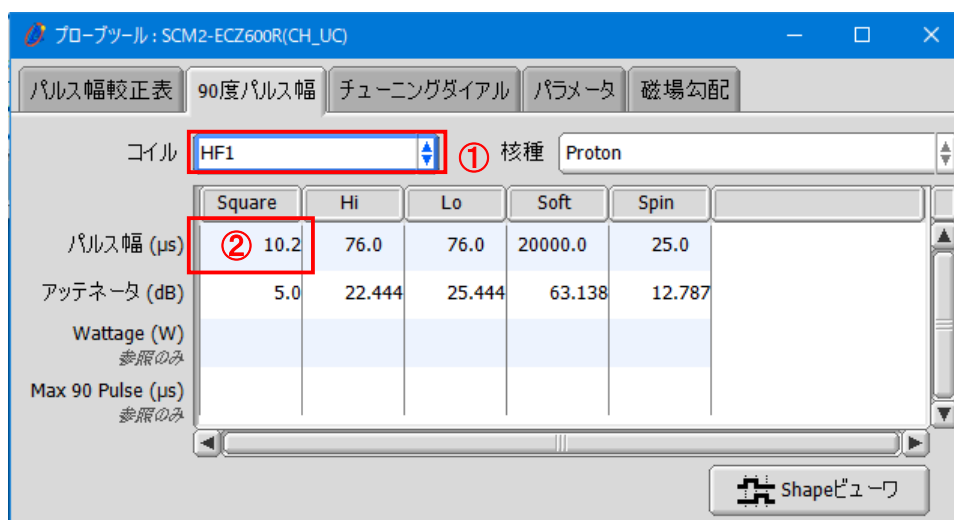 プローブツール : SCM2-ECZ600R(CH_UC)
パルス幅較正表 90度パルス幅 チューニングダイアル パラメータ 磁場勾配
コイル HF1 ① 核種 Proton
Square Hi Lo Soft Spin
パルス幅 (µs) ② 10.2 76.0 76.0 20000.0 25.0
アッテネータ (dB) 5.0 22.444 25.444 63.138 12.787
Wattage (W)
参照のみ
Max 90 Pulse (µs)
参照のみ
Shapeビューワ